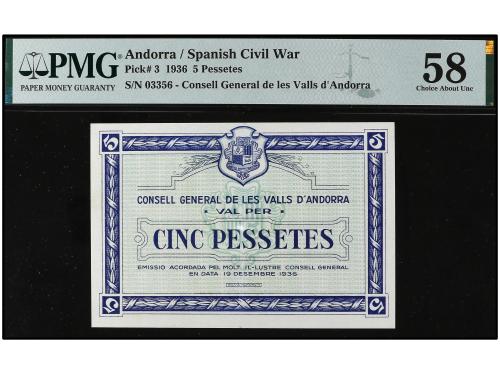 PMG
PAPER MONEY GUARANTY
Andorra / Spanish Civil War
Pick# 3 1936 5 Pessetes
S/N 03356 - Consell General de les Valls d'Andorra
58
Choice About Unc
5 5
CONSELL GENERAL DE LES VALLS D'ANDORRA
· VAL PER ·
CINC PESSETES
EMISSIO ACORDADA PEL MOLT IL-LUSTRE CONSELL GENERAL
EN DATA 19 DESEMBRE 1936
5 5